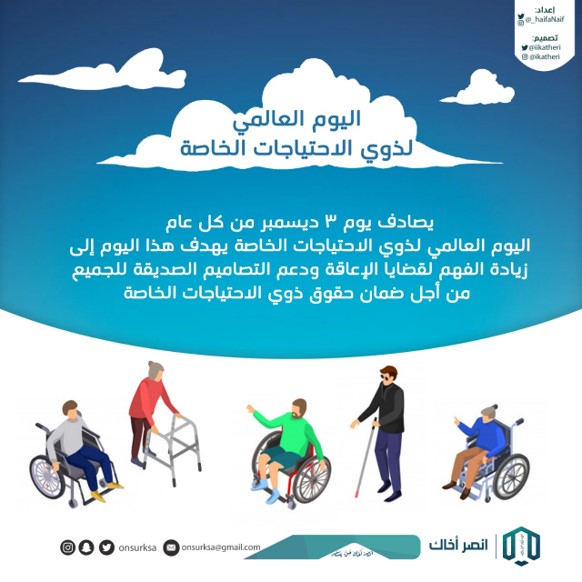 إعداد:
@_haifaNaif
تصميم:
@iikatheri
@ikatheri
اليوم العالمي
لذوي الاحتياجات الخاصة
يصادف يوم ٣ ديسمبر من كل عام
اليوم العالمي لذوي الاحتياجات الخاصة يهدف هذا اليوم إلى
زيادة الفهم لقضايا الإعاقة ودعم التصاميم الصديقة للجميع
من أجل ضمان حقوق ذوي الاحتياجات الخاصة
onsurksa onsurksa@gmail.com
انصر أخاك